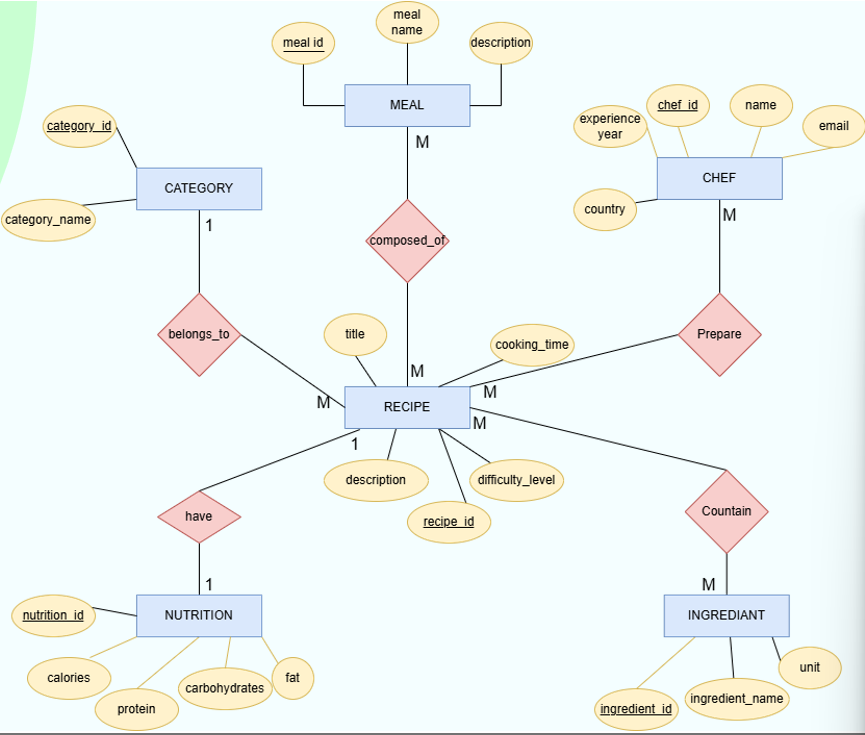 meal
name
meal id
description
MEAL
M
experience
year
chef_id
name
email
CHEF
country
M
category_id
CATEGORY
category_name
1
composed_of
belongs_to
title
cooking_time
Prepare
M
M
M
RECIPE
M
1
description
difficulty_level
recipe_id
have
Countain
1
M
nutrition_id
NUTRITION
calories
protein
carbohydrates
fat
INGREDIANT
unit
ingredient_name
ingredient_id